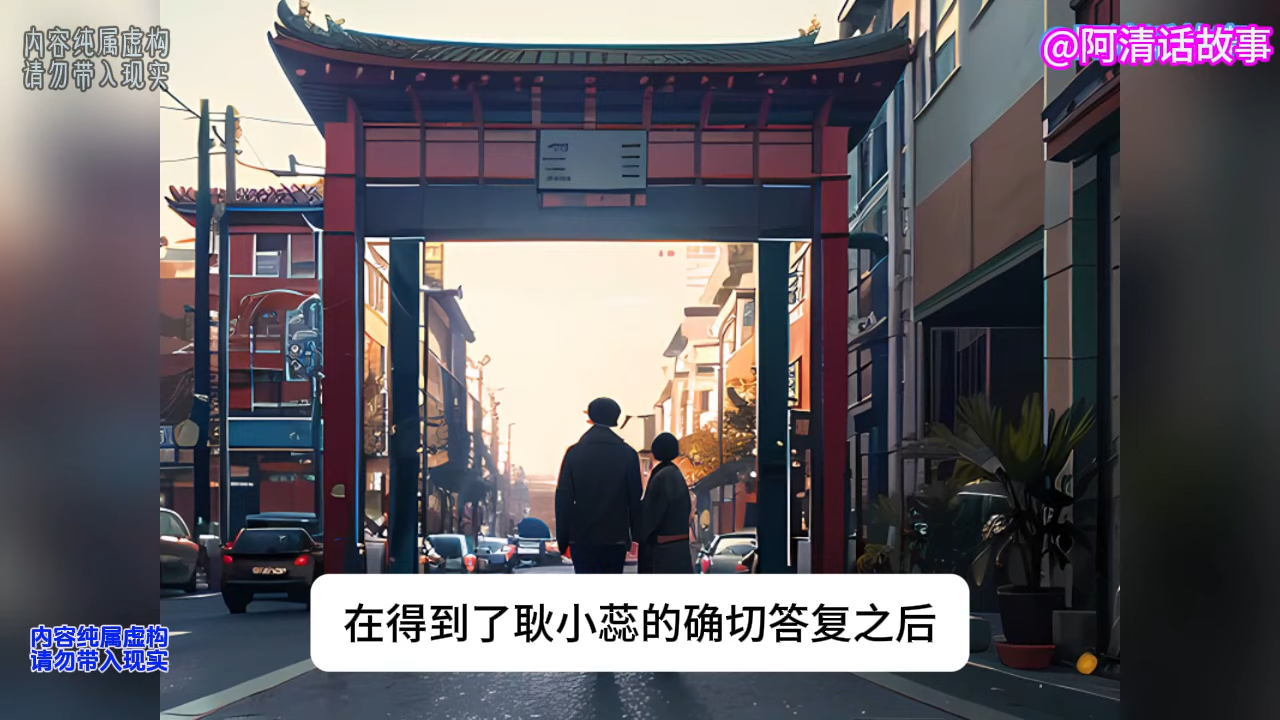 内容纯属虚构
请勿带入现实
@阿清话故事
在得到了耿小蕊的确切答复之后
内容纯属虚构
请勿带入现实